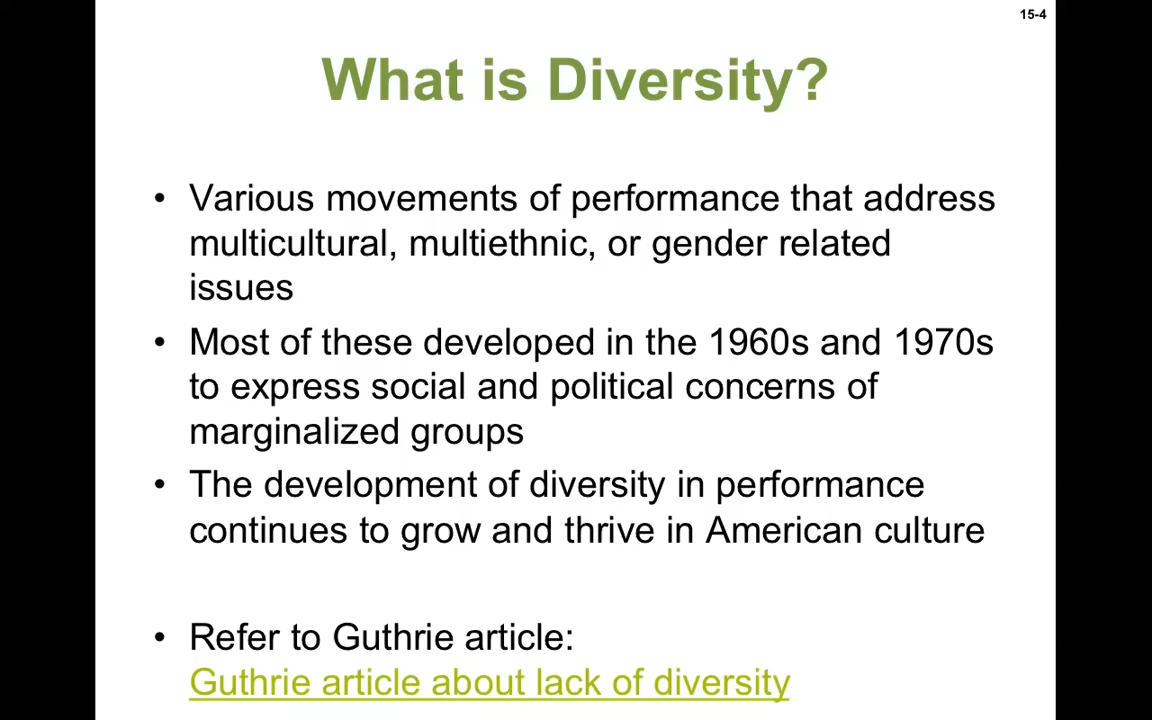 15-4
What is Diversity?
• Various movements of performance that address
multicultural, multiethnic, or gender related
issues
• Most of these developed in the 1960s and 1970s
to express social and political concerns of
marginalized groups
• The development of diversity in performance
continues to grow and thrive in American culture
• Refer to Guthrie article:
Guthrie article about lack of diversity